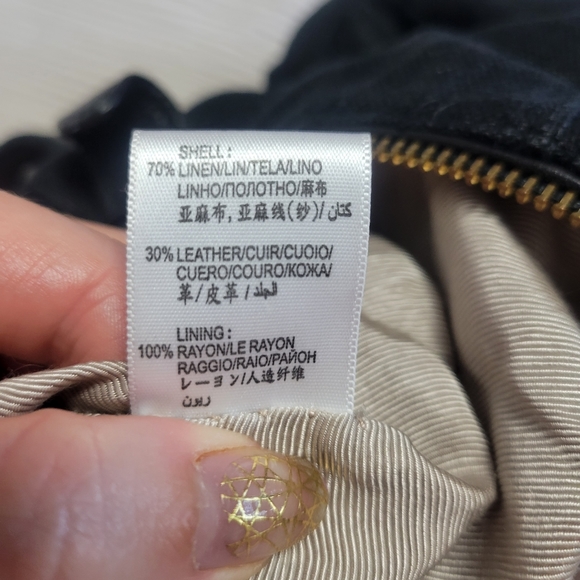 SHELL :
70% LINEN/LIN/TELA/LINO
LINHO/ПОЛОТНО/麻布
亚麻布, 亚麻线(纱)/كتان
30% LEATHER/CUIR/CUOIO/
CUERO/COURO/КОЖА/
革/皮革/الجلد
LINING :
100% RAYON/LE RAYON
RAGGIO/RAIO/РАЙОН
レーヨン/人造纤维
ريون